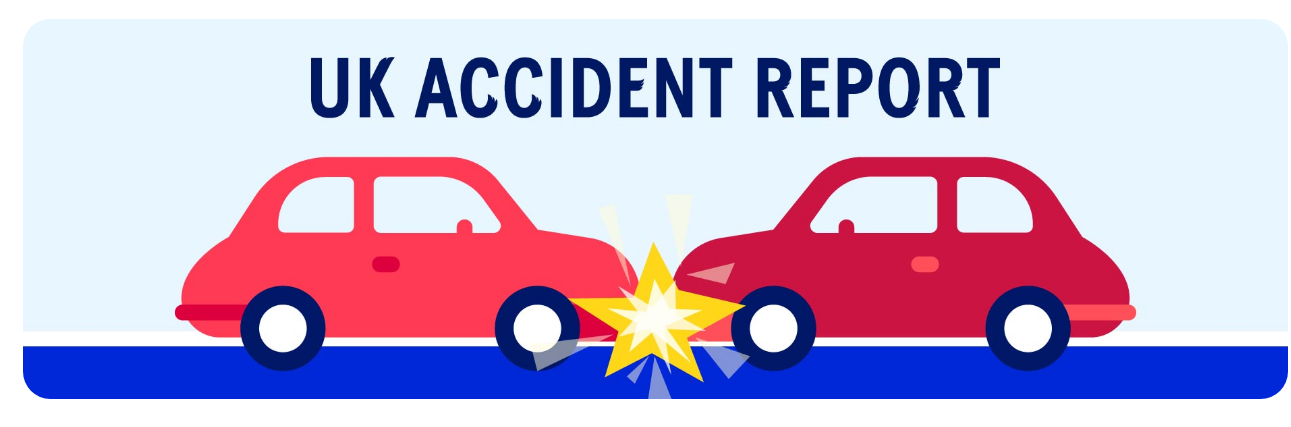 UK ACCIDENT REPORT